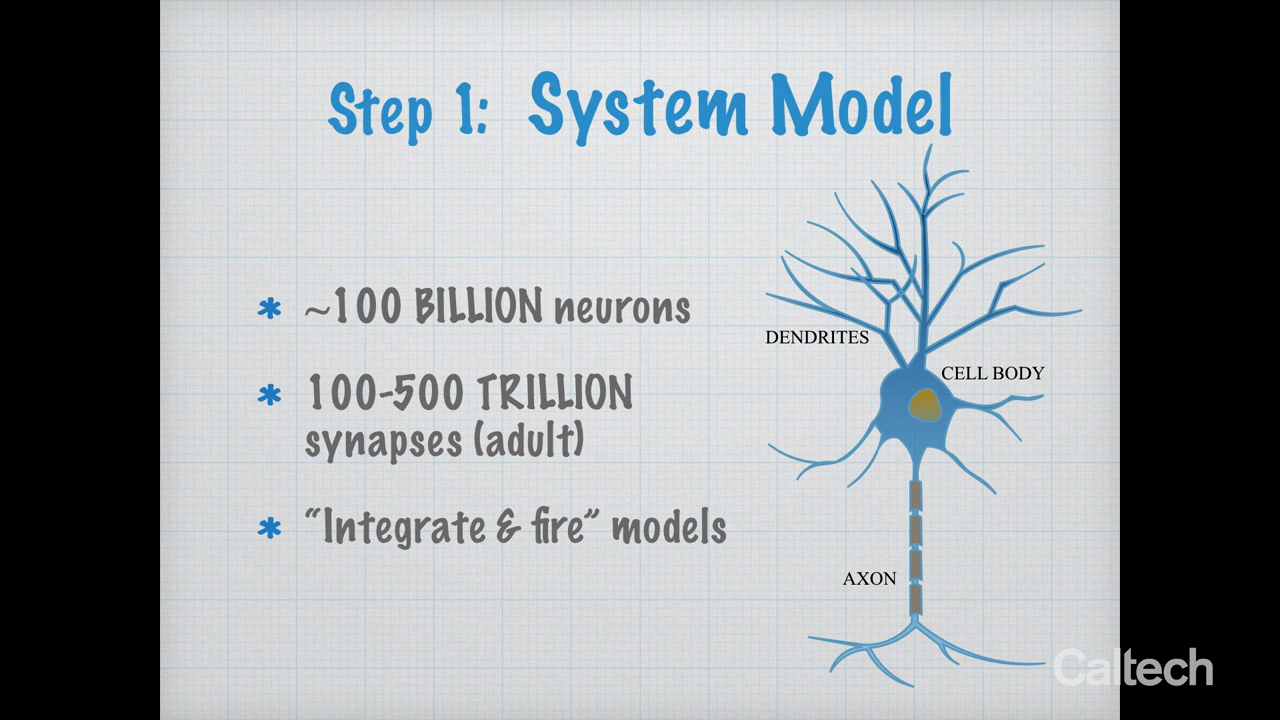 Step 1: System Model
~100 BILLION neurons
100-500 TRILLION
synapses (adult)
“Integrate & fire” models
DENDRITES
CELL BODY
AXON
Caltech